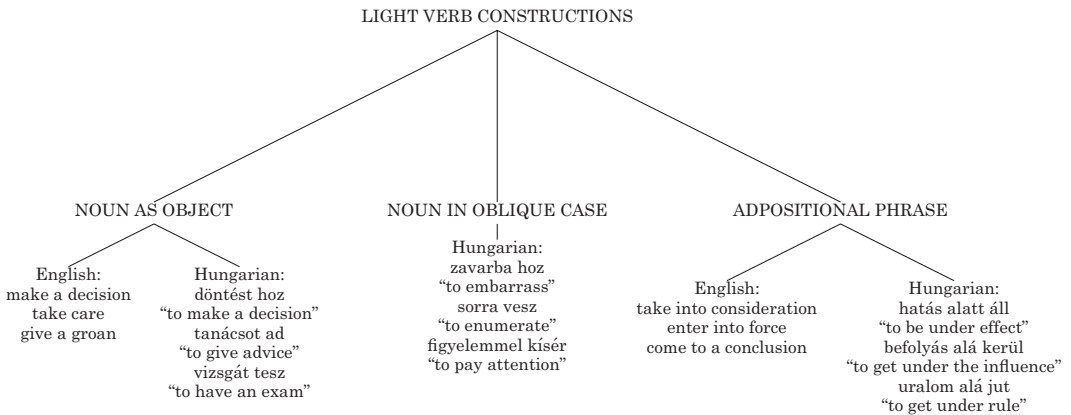 LIGHT VERB CONSTRUCTIONS
NOUN AS OBJECT
NOUN IN OBLIQUE CASE
ADPOSITIONAL PHRASE
English:
make a decision
take care
give a groan
Hungarian:
döntést hoz
“to make a decision”
tanácsot ad
“to give advice”
vizsgát tesz
“to have an exam”
Hungarian:
zavarba hoz
“to embarrass”
sorra vesz
“to enumerate”
figyelemmel kísér
“to pay attention”
English:
take into consideration
enter into force
come to a conclusion
Hungarian:
hatás alatt áll
“to be under effect”
befolyás alá kerül
“to get under the influence”
uralom alá jut
“to get under rule”